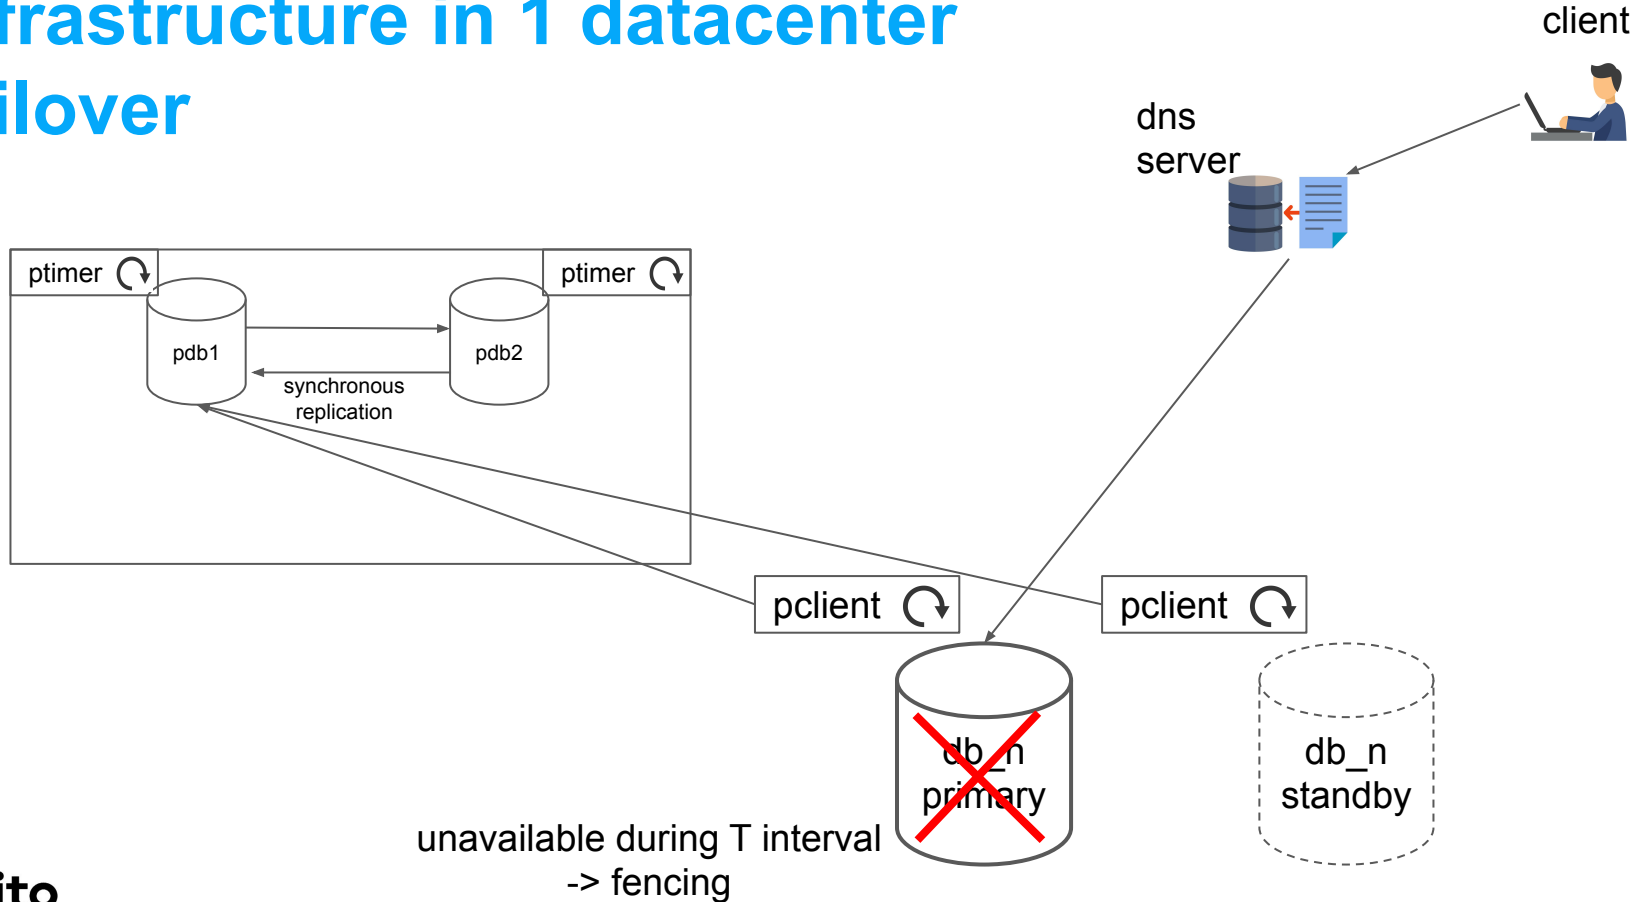 frastructure in 1 datacenter
ilover
client
dns
server
ptimer
ptimer
pdb1
pdb2
synchronous
replication
pclient
pclient
db_n
primary
db_n
standby
unavailable during T interval
-> fencing
ito